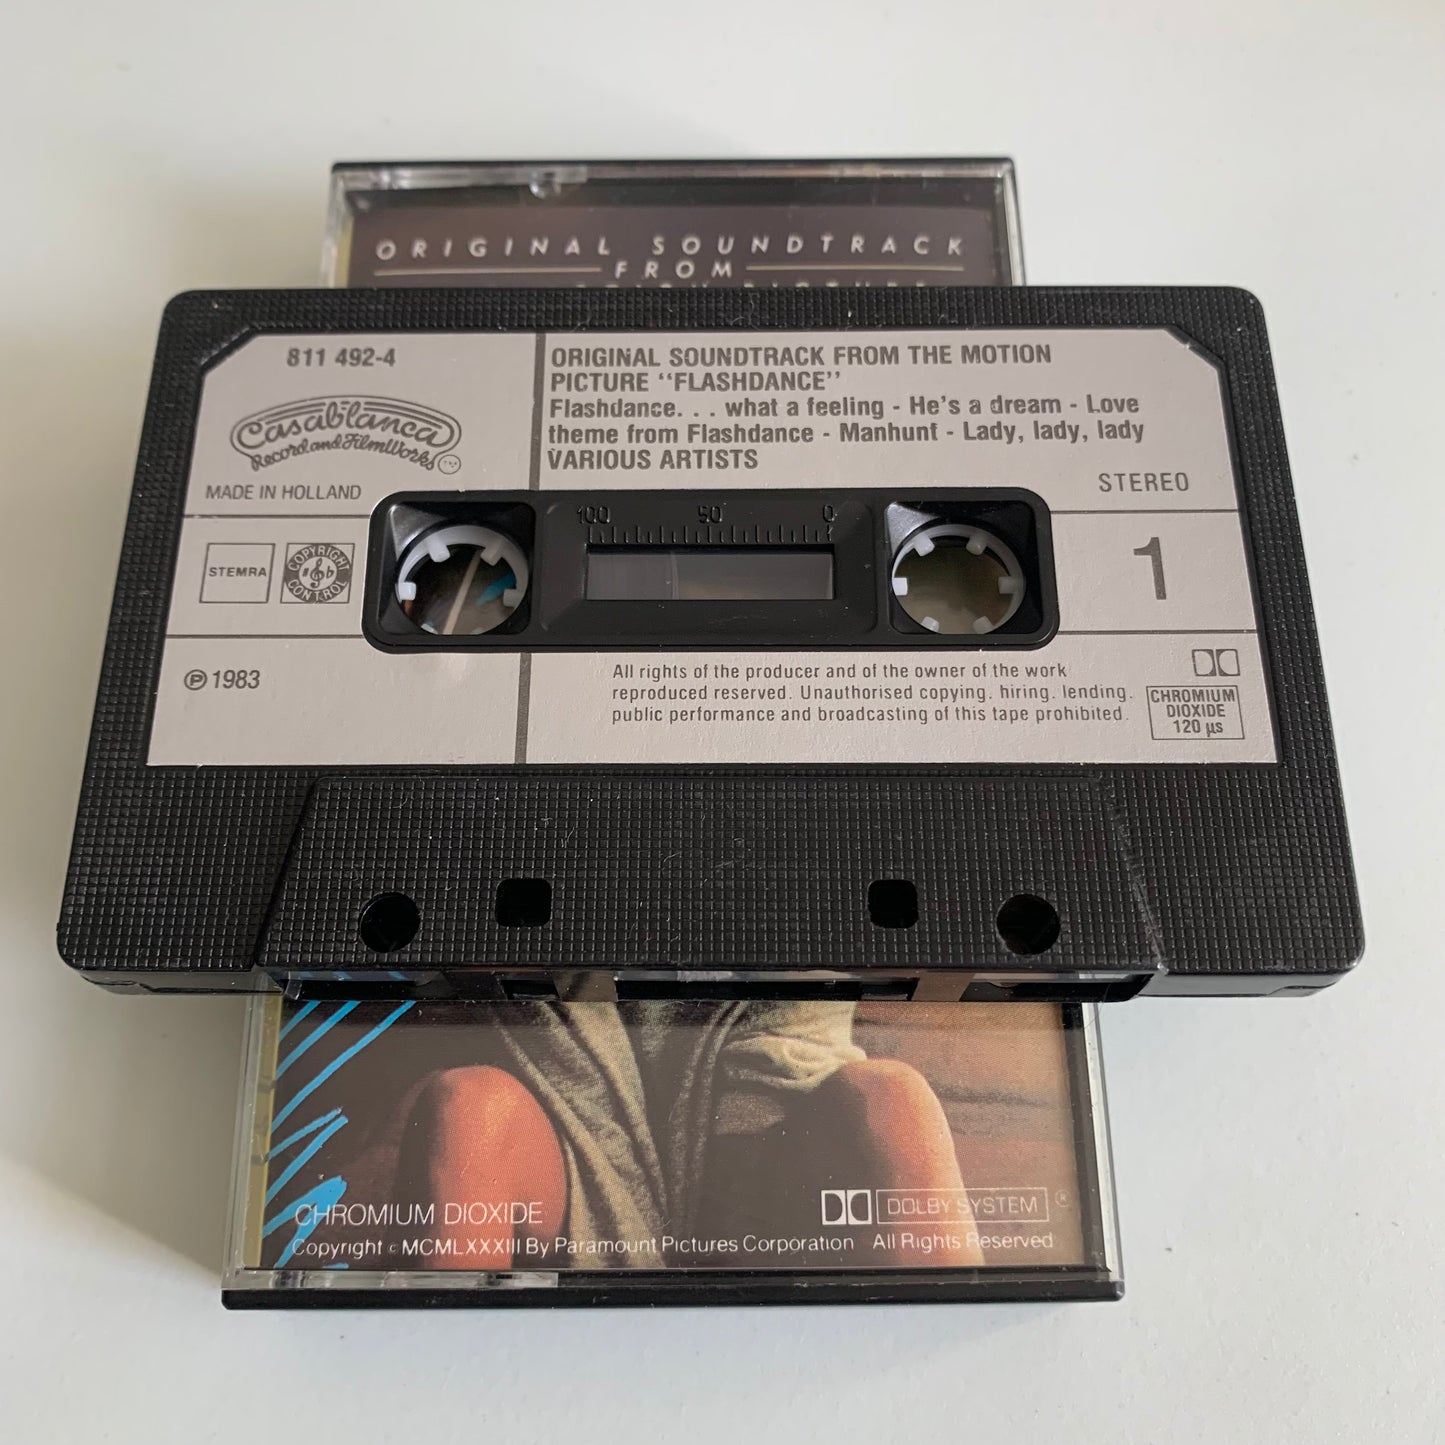 ORIGINAL SOUNDTRACK
FROM
811 492-4
Casablanca
Record and FilmWorks
TM
MADE IN HOLLAND
ORIGINAL SOUNDTRACK FROM THE MOTION
PICTURE "FLASHDANCE"
Flashdance. . . what a feeling - He's a dream - Love
theme from Flashdance - Manhunt - Lady, lady, lady
VARIOUS ARTISTS
STEREO
100 50 0
STEMRA
COPYRIGHT
CONTROL
1
℗ 1983
All rights of the producer and of the owner of the work
reproduced reserved. Unauthorised copying, hiring, lending,
public performance and broadcasting of this tape prohibited.
CHROMIUM
DIOXIDE
120 µs
CHROMIUM DIOXIDE
DOLBY SYSTEM ®
Copyright © MCMLXXXIII By Paramount Pictures Corporation All Rights Reserved